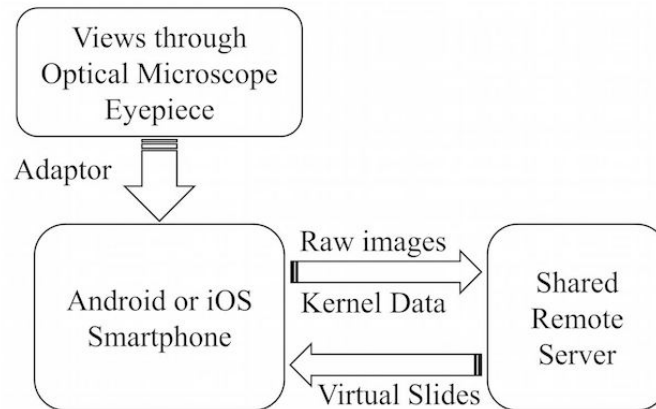 Views through
Optical Microscope
Eyepiece
Adaptor
Android or iOS
Smartphone
Raw images
Kernel Data
Virtual Slides
Shared
Remote
Server